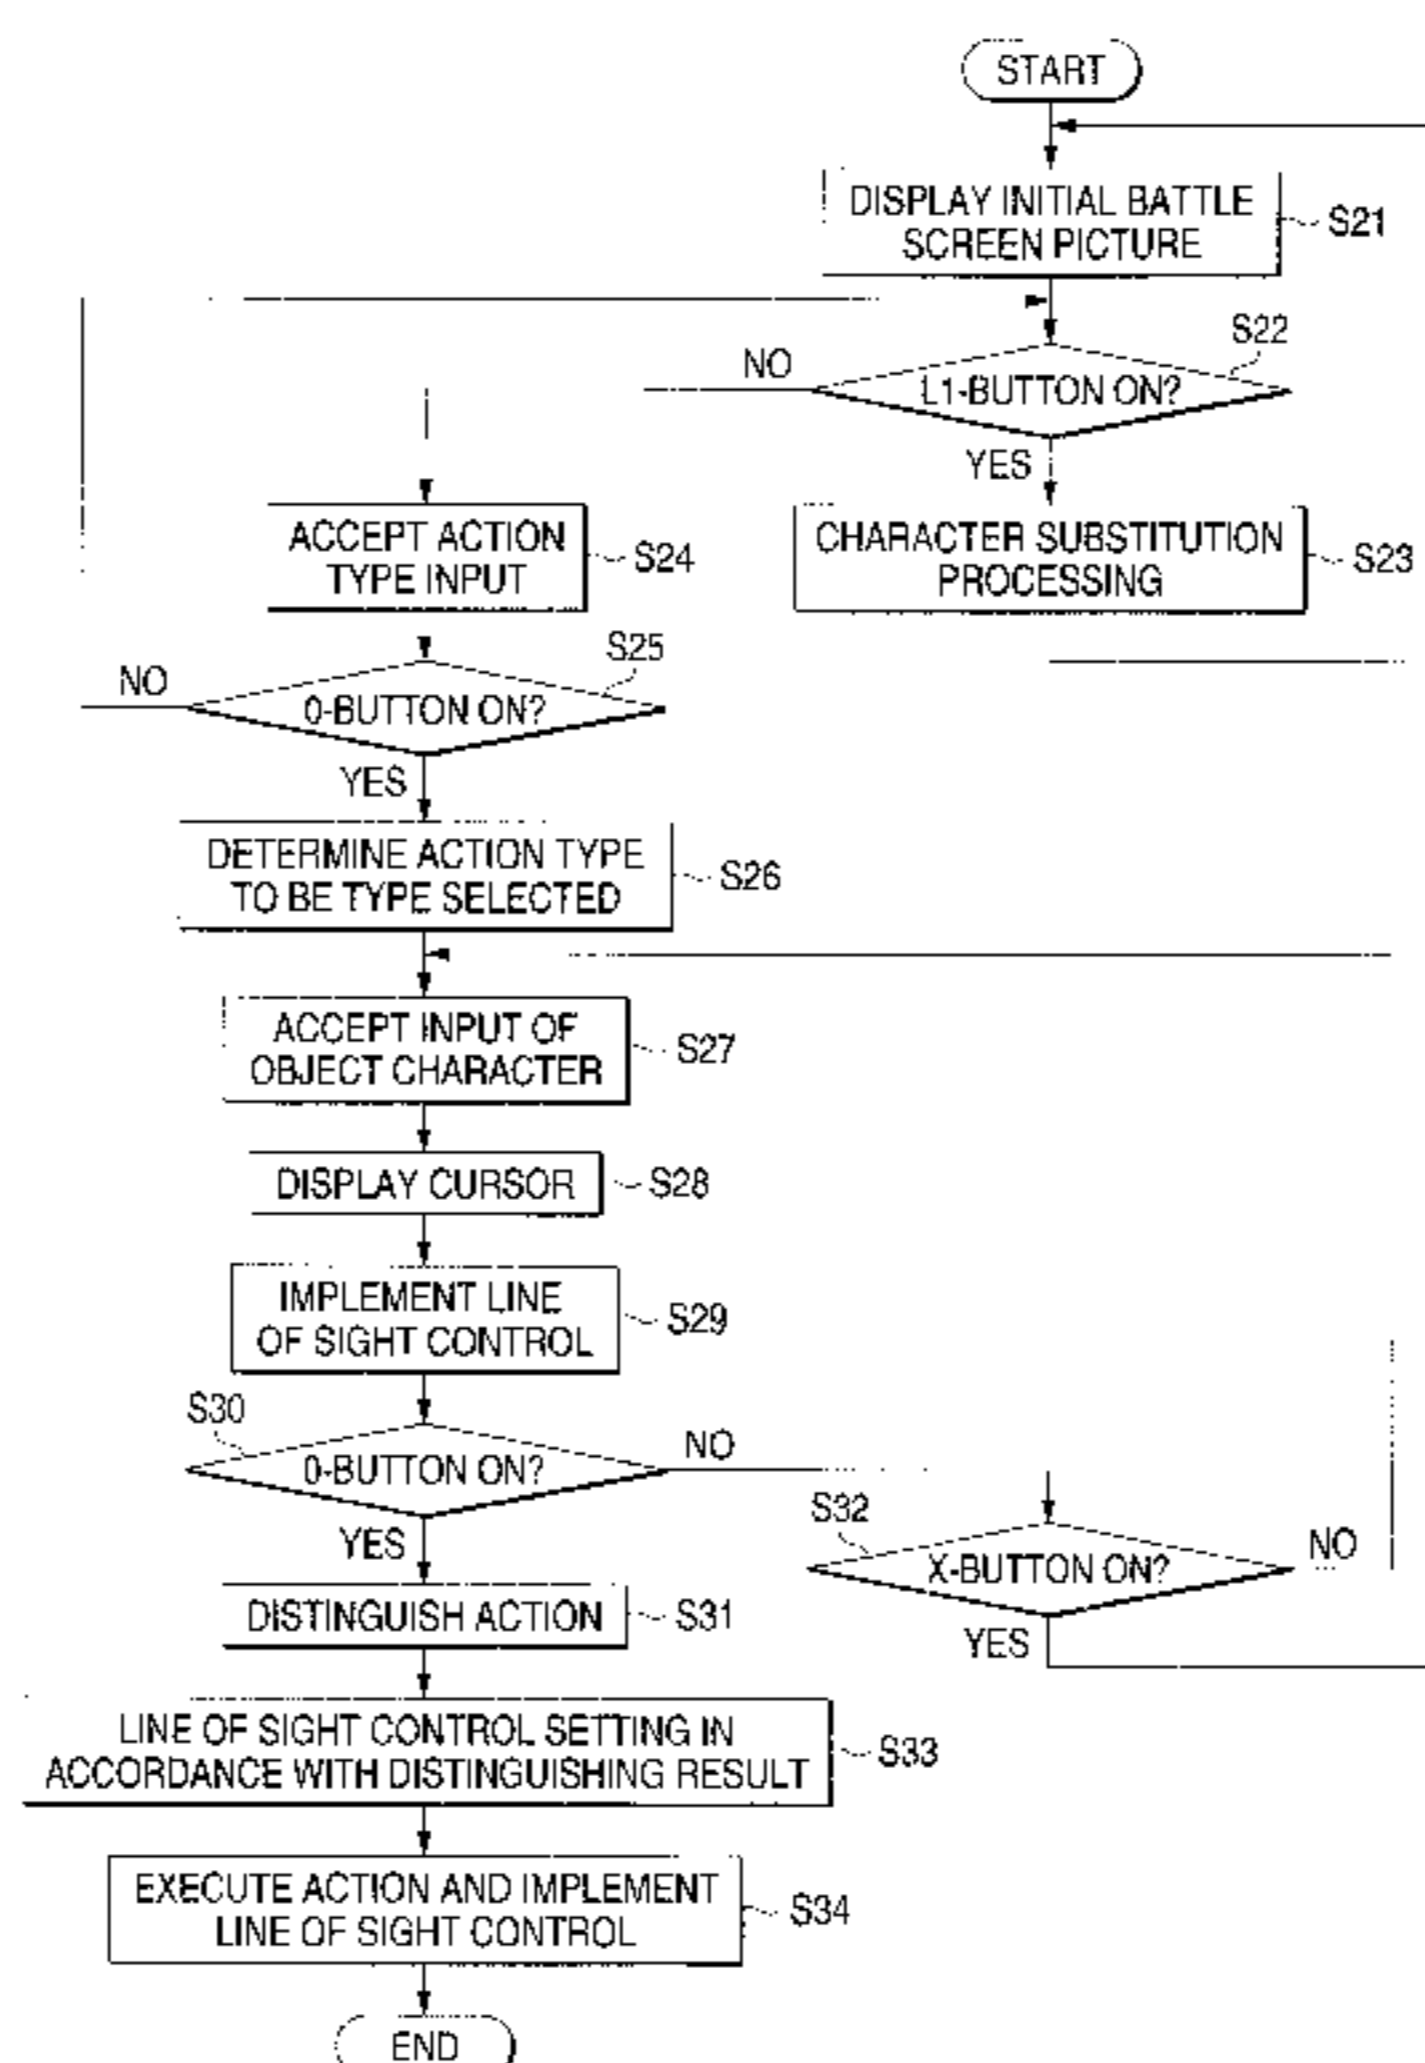 START
DISPLAY INITIAL BATTLE
SCREEN PICTURE
S21
S22
NO
L1-BUTTON ON?
YES
ACCEPT ACTION
TYPE INPUT
S24
CHARACTER SUBSTITUTION
PROCESSING
S23
S25
NO
0-BUTTON ON?
YES
DETERMINE ACTION TYPE
TO BE TYPE SELECTED
S26
ACCEPT INPUT OF
OBJECT CHARACTER
S27
DISPLAY CURSOR
S28
IMPLEMENT LINE
OF SIGHT CONTROL
S29
S30
0-BUTTON ON?
NO
YES
S32
X-BUTTON ON?
NO
YES
DISTINGUISH ACTION
S31
LINE OF SIGHT CONTROL SETTING IN
ACCORDANCE WITH DISTINGUISHING RESULT
S33
EXECUTE ACTION AND IMPLEMENT
LINE OF SIGHT CONTROL
S34
END